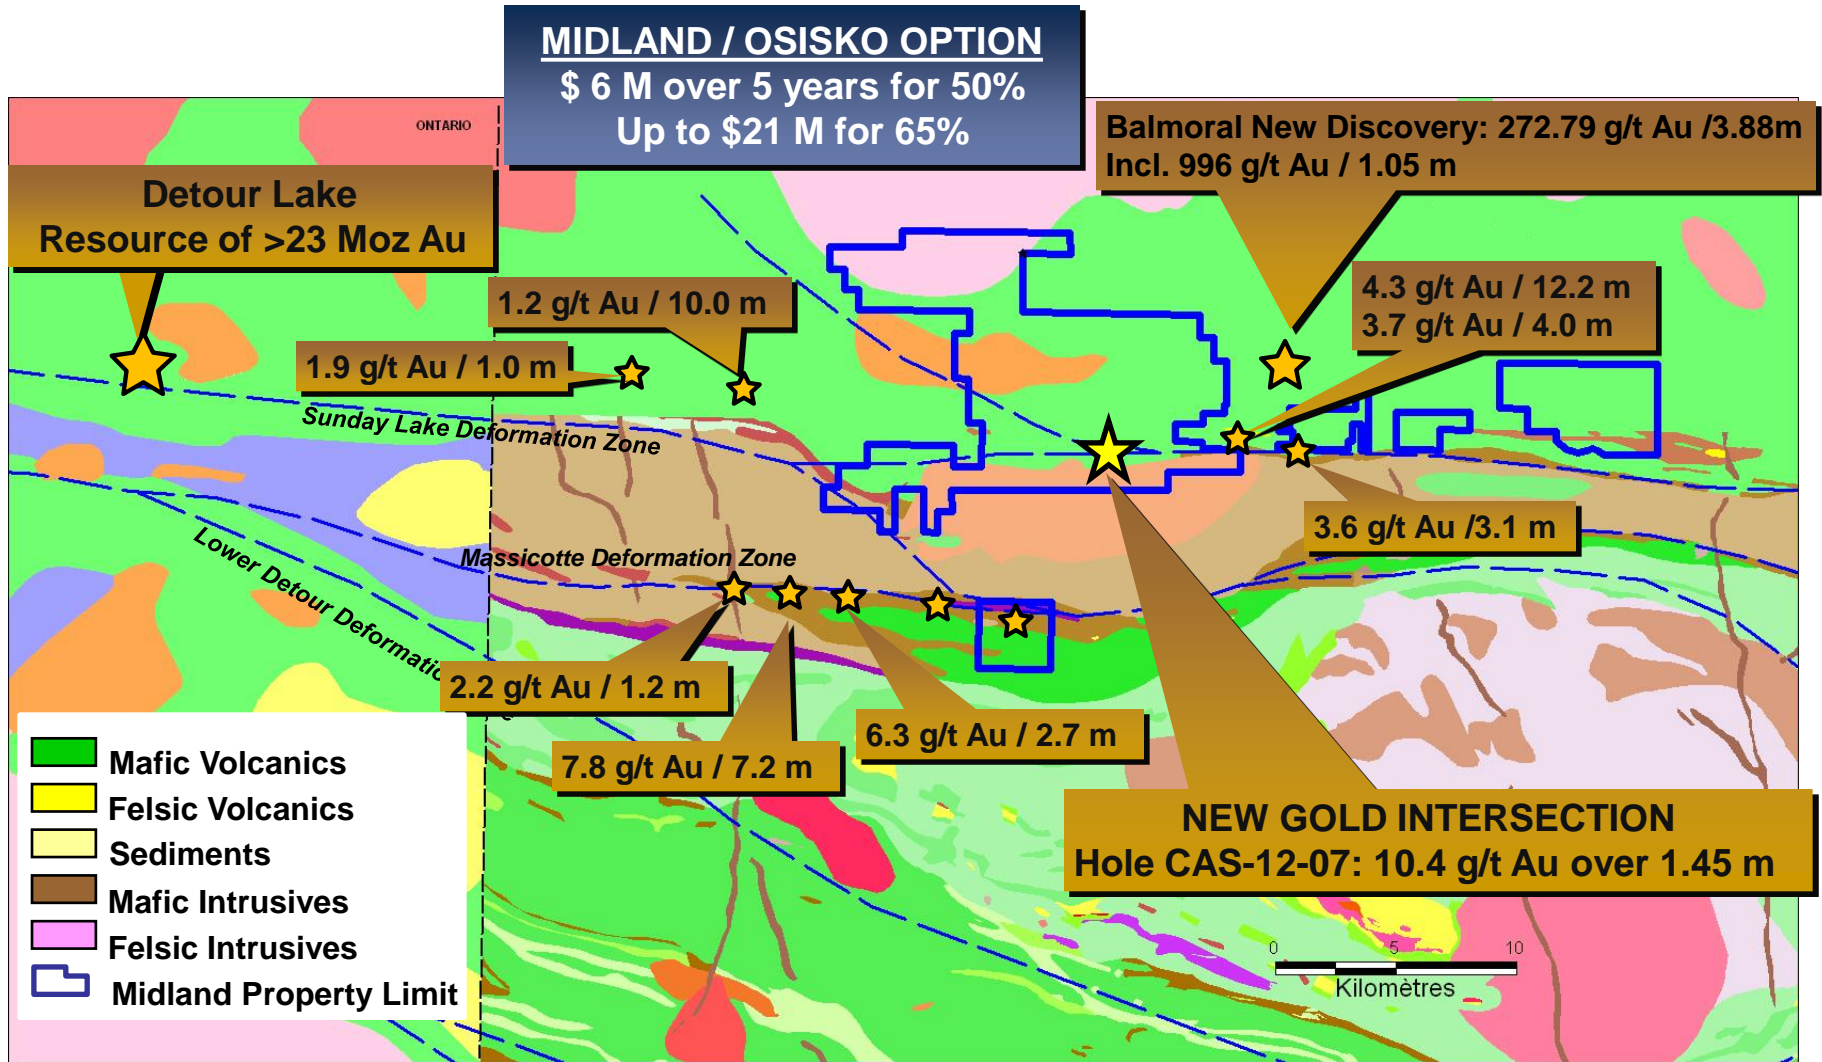 MIDLAND / OSISKO OPTION
$ 6 M over 5 years for 50%
Up to $21 M for 65%
ONTARIO
Balmoral New Discovery: 272.79 g/t Au /3.88m
Incl. 996 g/t Au / 1.05 m
Detour Lake
Resource of >23 Moz Au
1.2 g/t Au / 10.0 m
4.3 g/t Au / 12.2 m
3.7 g/t Au / 4.0 m
1.9 g/t Au / 1.0 m
Sunday Lake Deformation Zone
3.6 g/t Au /3.1 m
Massicotte Deformation Zone
Lower Detour Deformatio
2.2 g/t Au / 1.2 m
6.3 g/t Au / 2.7 m
7.8 g/t Au / 7.2 m
NEW GOLD INTERSECTION
Hole CAS-12-07: 10.4 g/t Au over 1.45 m
Mafic Volcanics
Felsic Volcanics
Sediments
Mafic Intrusives
Felsic Intrusives
Midland Property Limit
0 5 10
Kilomètres